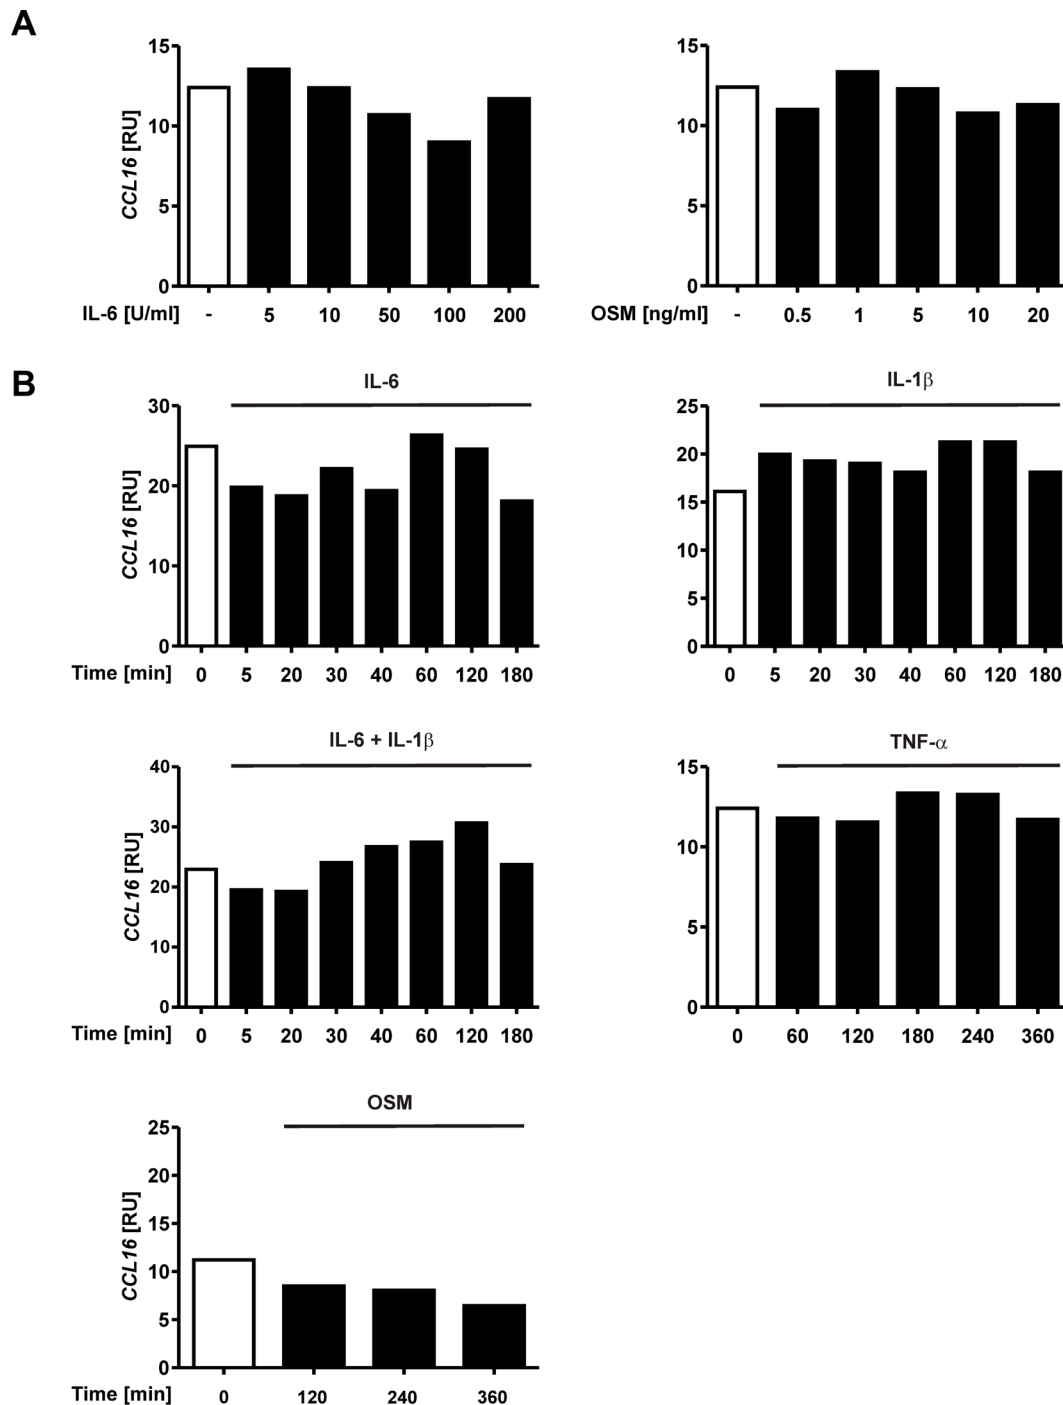 A
15
10
5
0
CCL16 [RU]
IL-6 [U/ml] - 5 10 50 100 200
15
10
5
0
OSM [ng/ml] - 0.5 1 5 10 20
B
IL-6
30
20
10
0
CCL16 [RU]
Time [min] 0 5 20 30 40 60 120 180
IL-1β
25
20
15
10
5
0
0 5 20 30 40 60 120 180
IL-6 + IL-1β
40
30
20
10
0
CCL16 [RU]
Time [min] 0 5 20 30 40 60 120 180
TNF-α
15
10
5
0
0 60 120 180 240 360
OSM
25
20
15
10
5
0
CCL16 [RU]
Time [min] 0 120 240 360